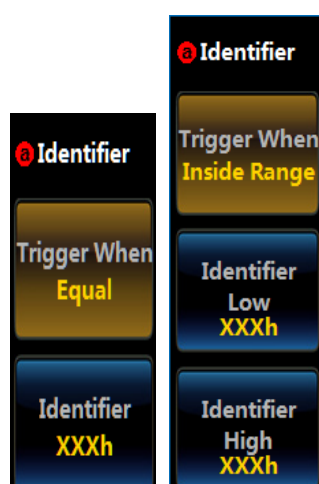 a Identifier
Trigger When
Equal
Identifier
XXXh
a Identifier
Trigger When
Inside Range
Identifier
Low
XXXh
Identifier
High
XXXh